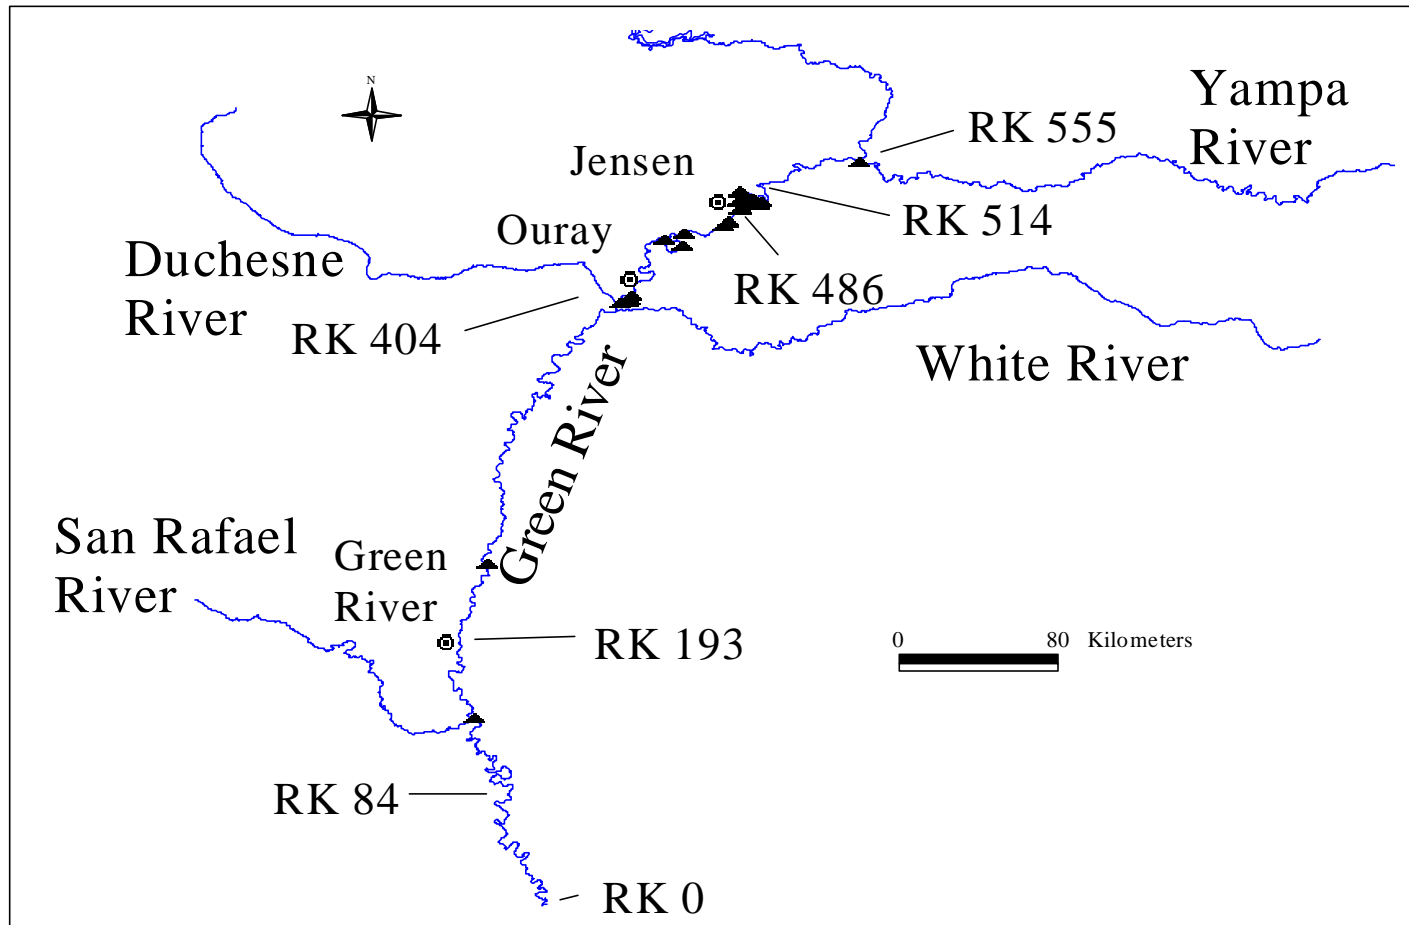 N
Yampa
River
RK 555
Jensen
RK 514
Ouray
Duchesne
River
RK 486
RK 404
White River
Green River
San Rafael
River
Green
River
RK 193
0 80 Kilometers
RK 84
RK 0